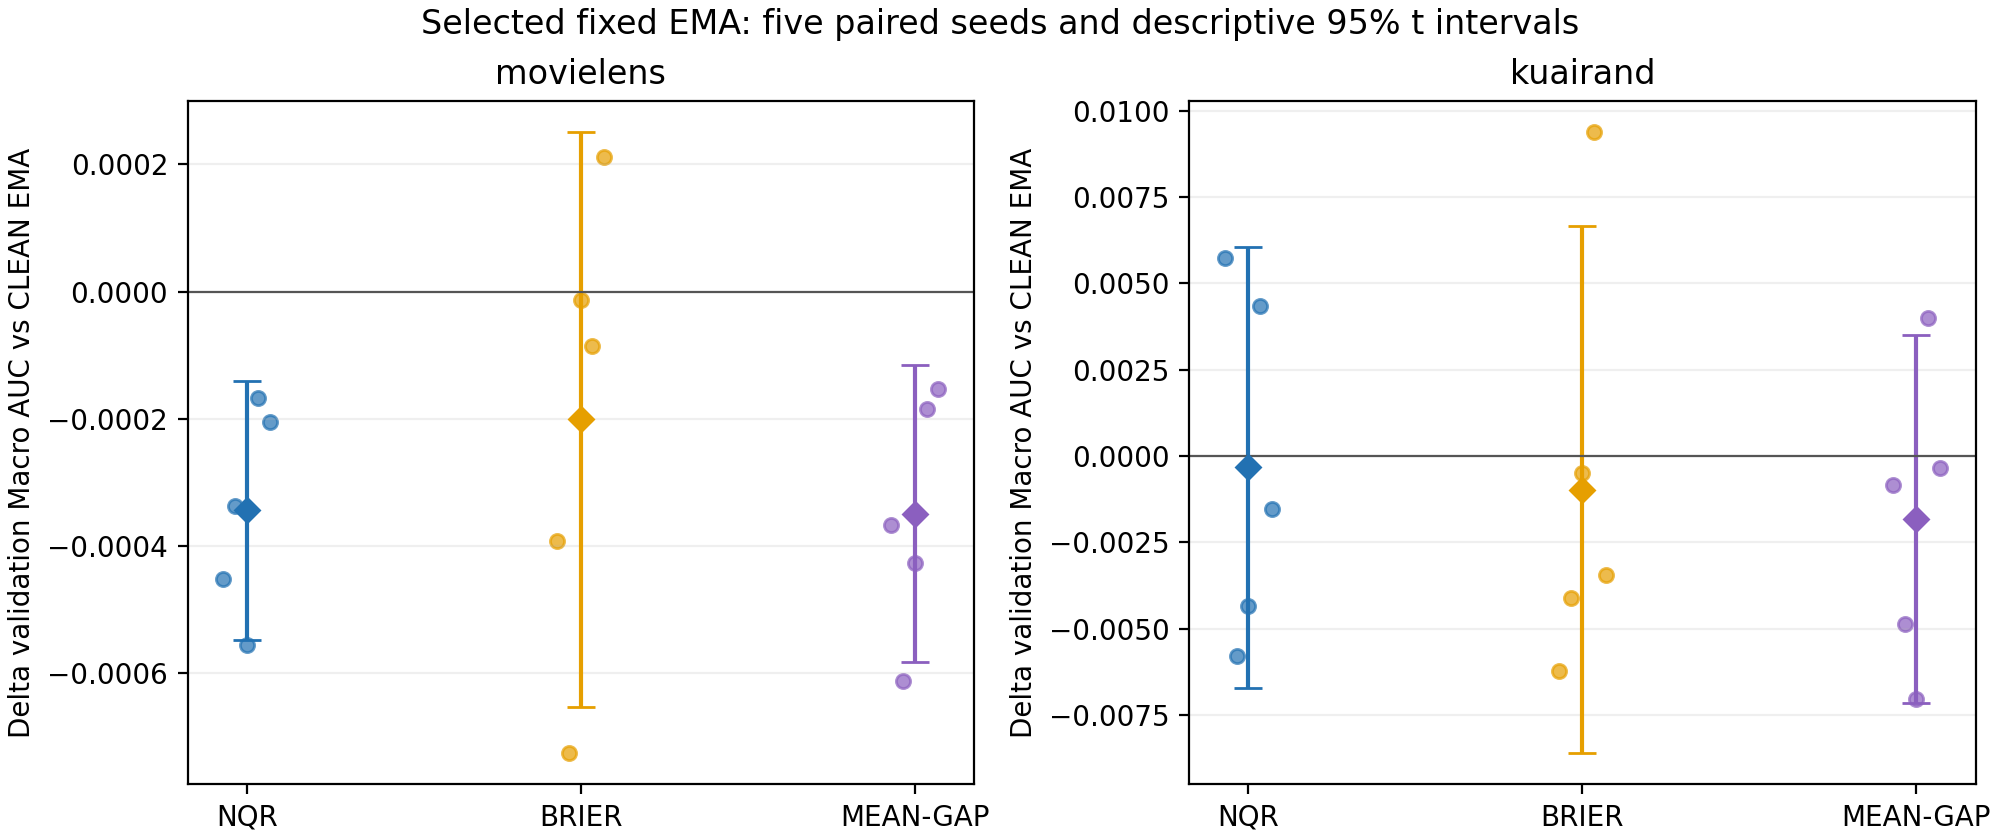 Selected fixed EMA: five paired seeds and descriptive 95% t intervals
movielens
Delta validation Macro AUC vs CLEAN EMA
0.0002
0.0000
−0.0002
−0.0004
−0.0006
NQR
BRIER
MEAN-GAP
kuairand
Delta validation Macro AUC vs CLEAN EMA
0.0100
0.0075
0.0050
0.0025
0.0000
−0.0025
−0.0050
−0.0075
NQR
BRIER
MEAN-GAP